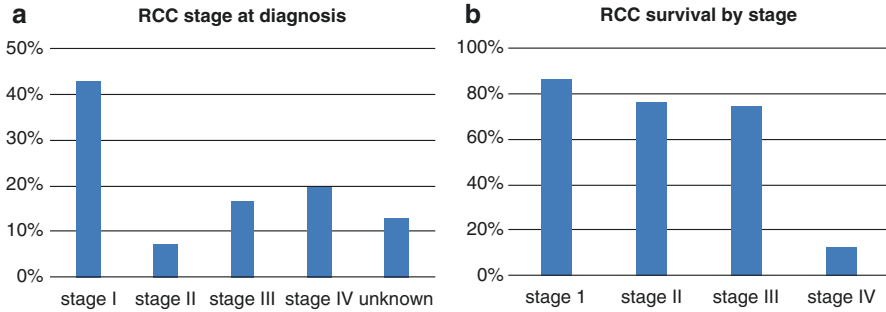 a
RCC stage at diagnosis
50%
40%
30%
20%
10%
0%
stage I stage II stage III stage IV unknown
b
RCC survival by stage
100%
80%
60%
40%
20%
0%
stage 1 stage II stage III stage IV